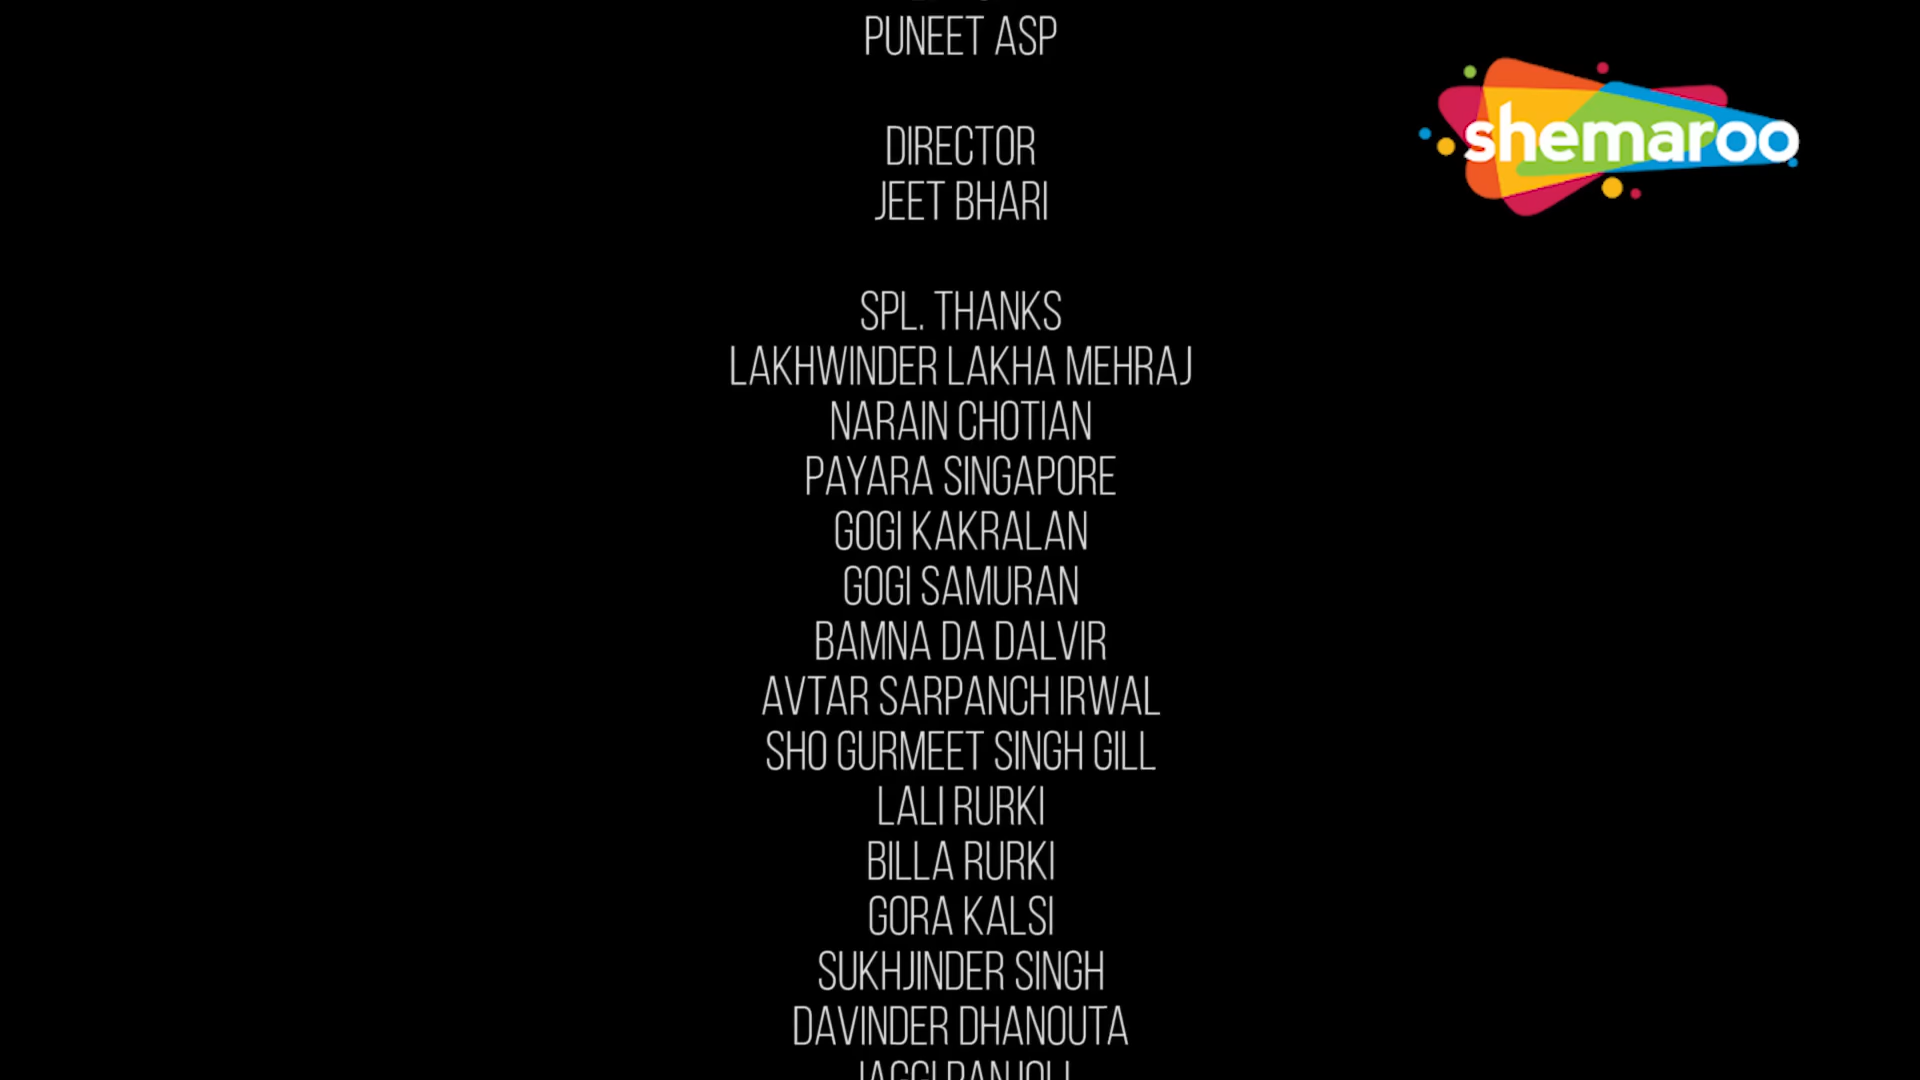 PUNEET ASP
DIRECTOR
JEET BHARI
SPL. THANKS
LAKHWINDER LAKHA MEHRAJ
NARAIN CHOTIAN
PAYARA SINGAPORE
GOGI KAKRALAN
GOGI SAMURAN
BAMNA DA DALVIR
AVTAR SARPANCH IRWAL
SHO GURMEET SINGH GILL
LALI RURKI
BILLA RURKI
GORA KALSI
SUKHJINDER SINGH
DAVINDER DHANOUTA
shemaroo